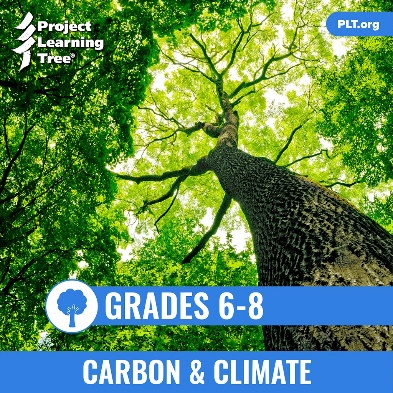 Project
Learning
Tree®
PLT.org
GRADES 6-8
CARBON & CLIMATE